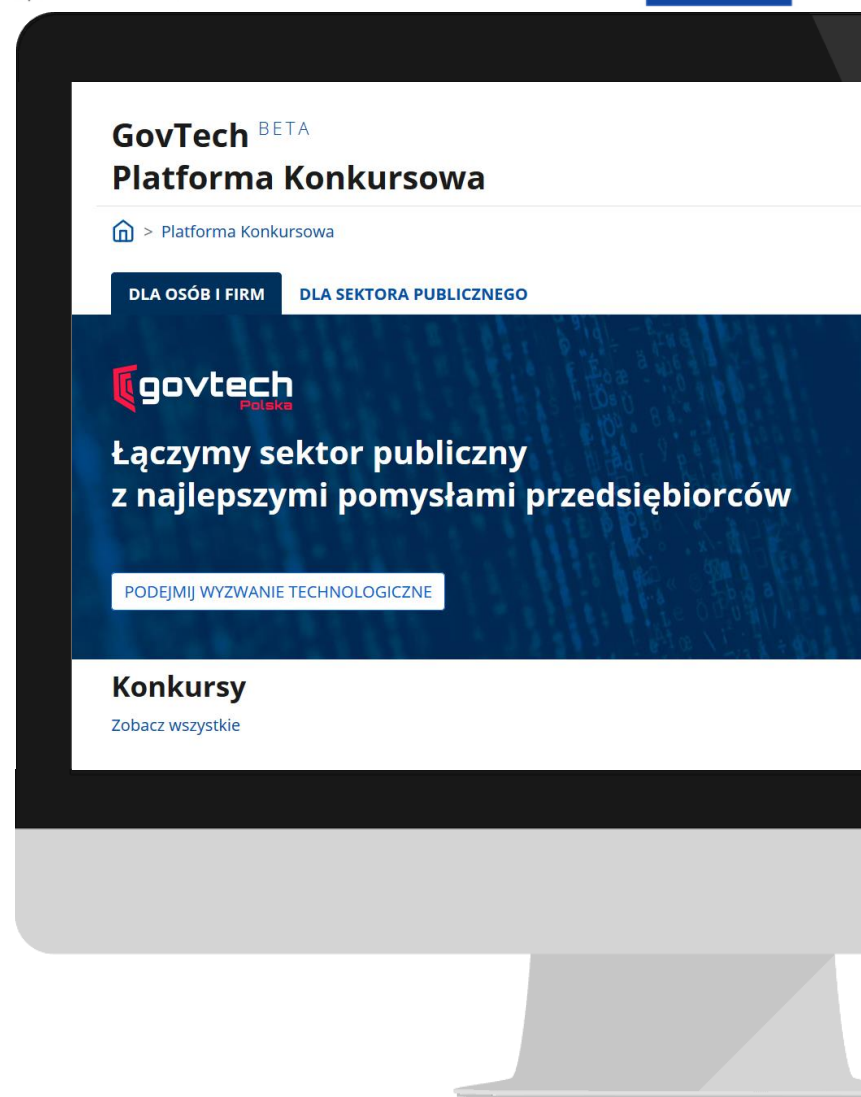 GovTech BETA
Platforma Konkursowa
> Platforma Konkursowa
DLA OSÓB I FIRM DLA SEKTORA PUBLICZNEGO
govtech
Polska
Łączymy sektor publiczny
z najlepszymi pomysłami przedsiębiorców
PODEJMIJ WYZWANIE TECHNOLOGICZNE
Konkursy
Zobacz wszystkie